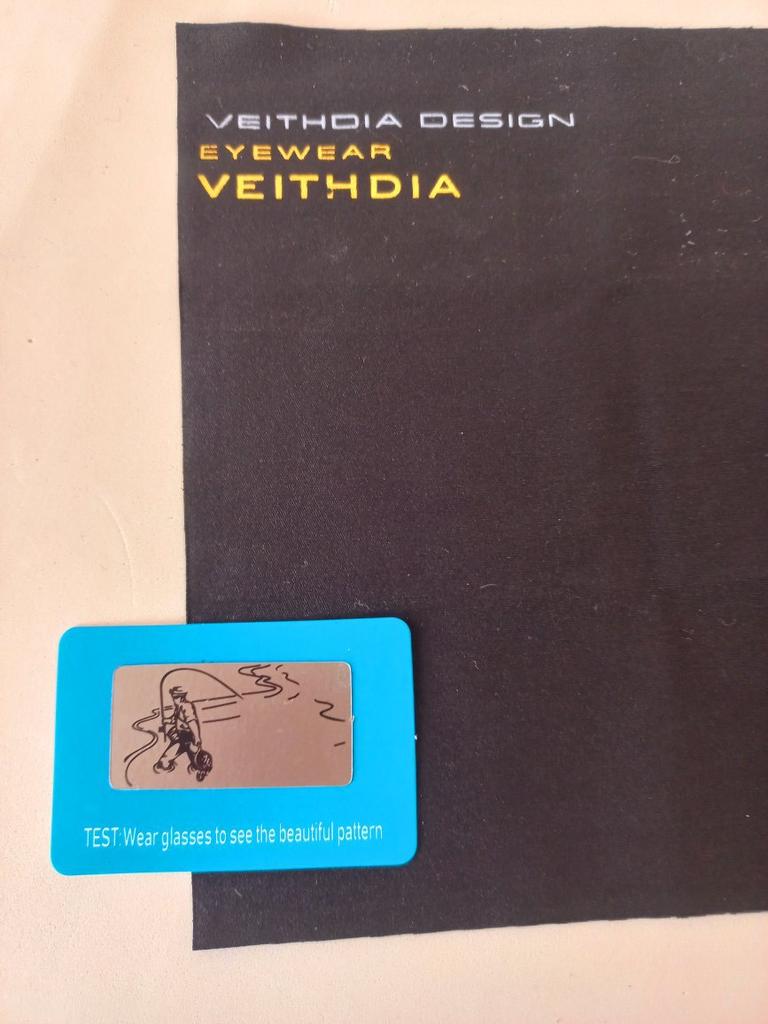 VEITHDIA DESIGN
EYEWEAR
VEITHDIA
TEST:Wear glasses to see the beautiful pattern